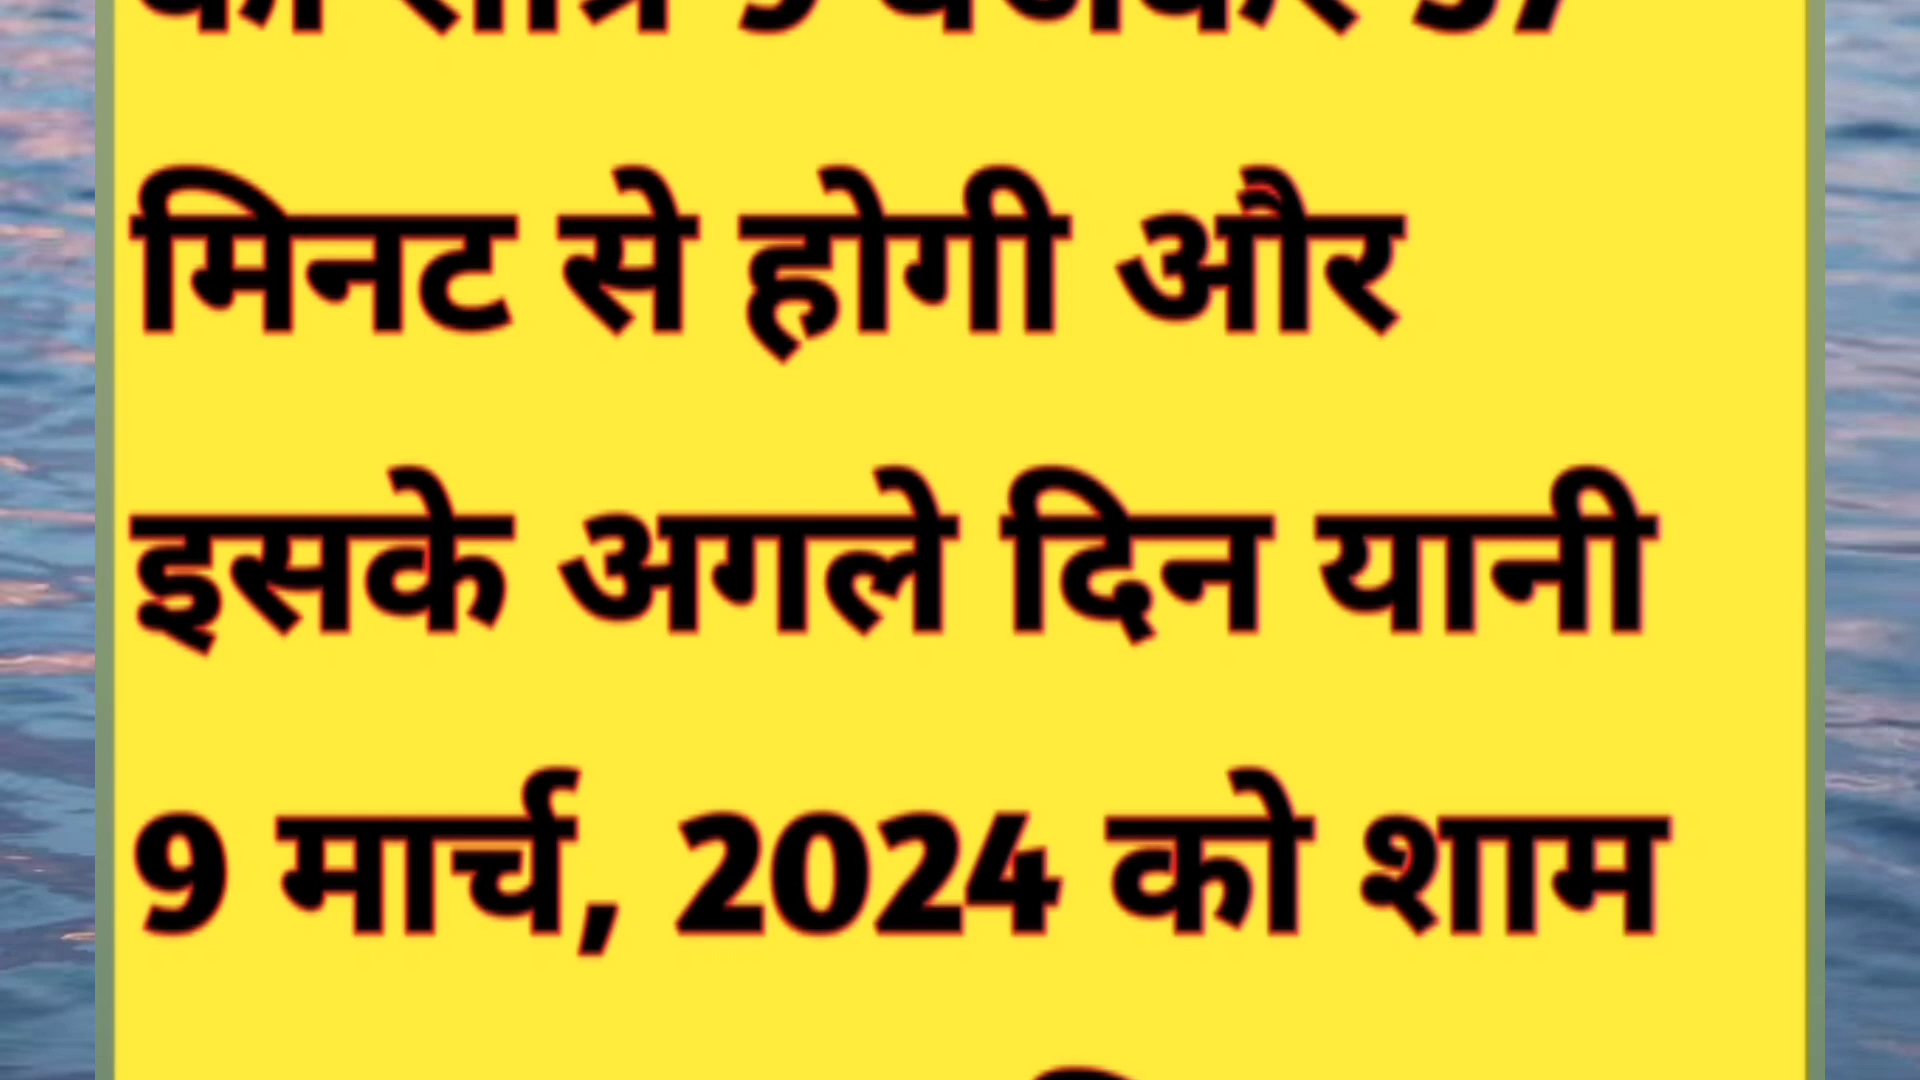 मिनट से होगी और
इसके अगले दिन यानी
9 मार्च, 2024 को शाम